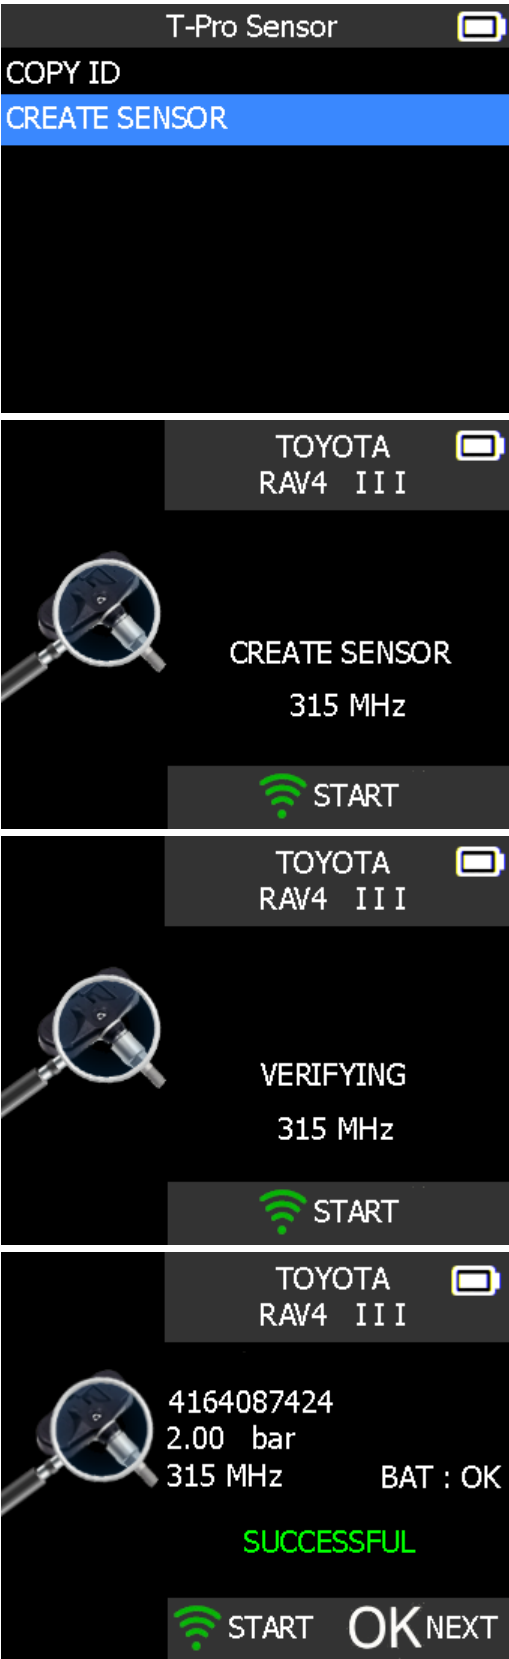 T-Pro Sensor
COPY ID
CREATE SENSOR
TOYOTA
RAV4 III
CREATE SENSOR
315 MHz
START
TOYOTA
RAV4 III
VERIFYING
315 MHz
START
TOYOTA
RAV4 III
4164087424
2.00 bar
315 MHz BAT : OK
SUCCESSFUL
START OK NEXT